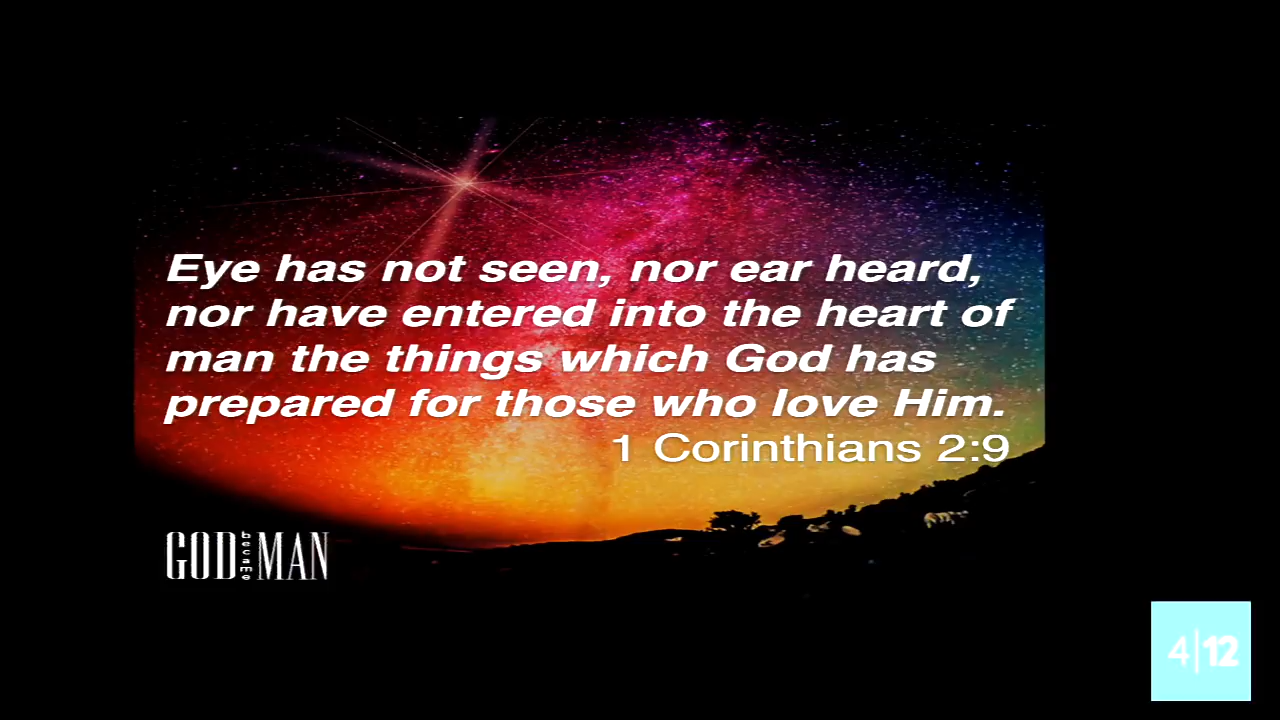 Eye has not seen, nor ear heard,
nor have entered into the heart of
man the things which God has
prepared for those who love Him.
1 Corinthians 2:9
GOD became MAN
4|12